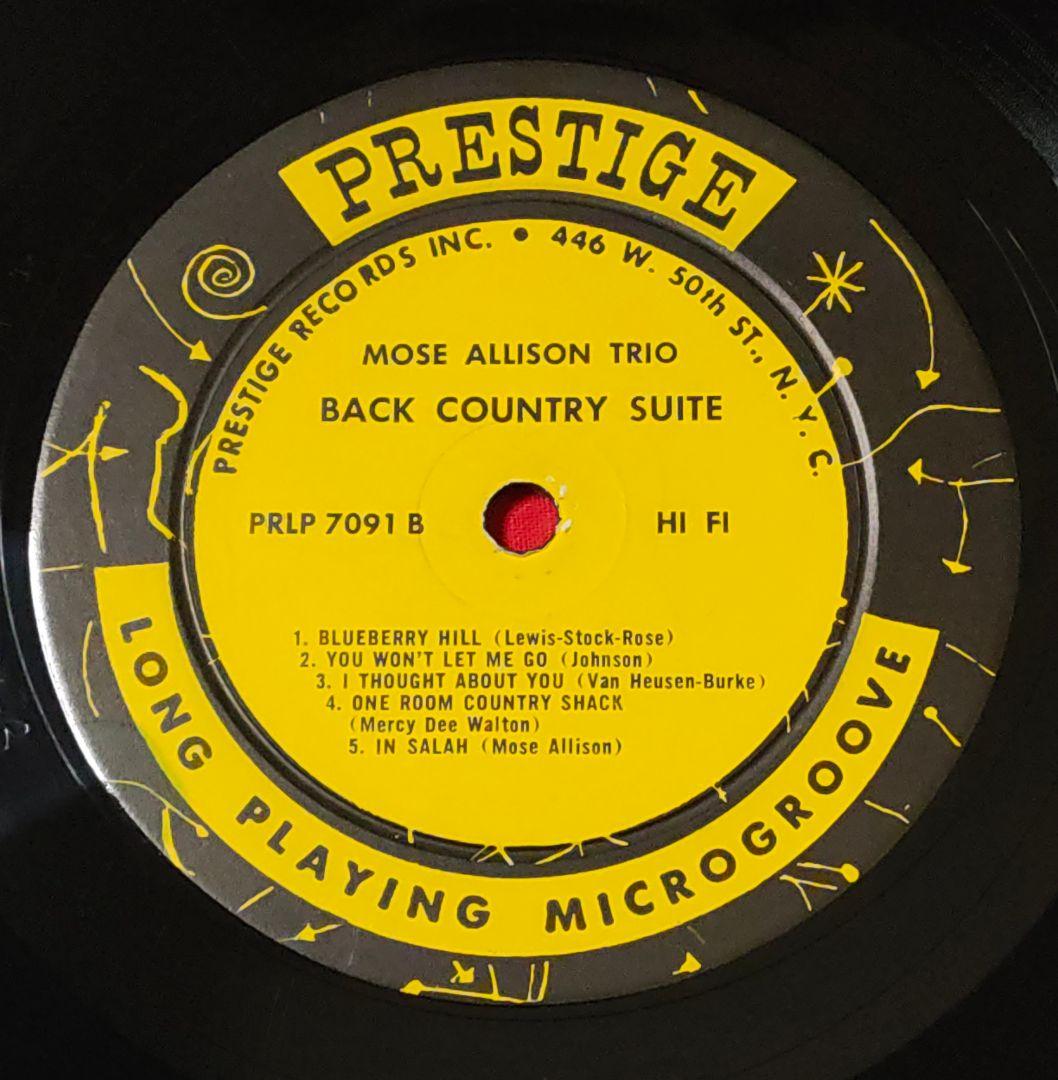 PRESTIGE
PRESTIGE RECORDS INC. • 446 W. 50th ST., N.Y.C.
MOSE ALLISON TRIO
BACK COUNTRY SUITE
PRLP 7091 B
HI FI
1. BLUEBERRY HILL (Lewis-Stock-Rose)
2. YOU WON'T LET ME GO (Johnson)
3. I THOUGHT ABOUT YOU (Van Heusen-Burke)
4. ONE ROOM COUNTRY SHACK
(Mercy Dee Walton)
5. IN SALAH (Mose Allison)
LONG PLAYING MICROGROOVE